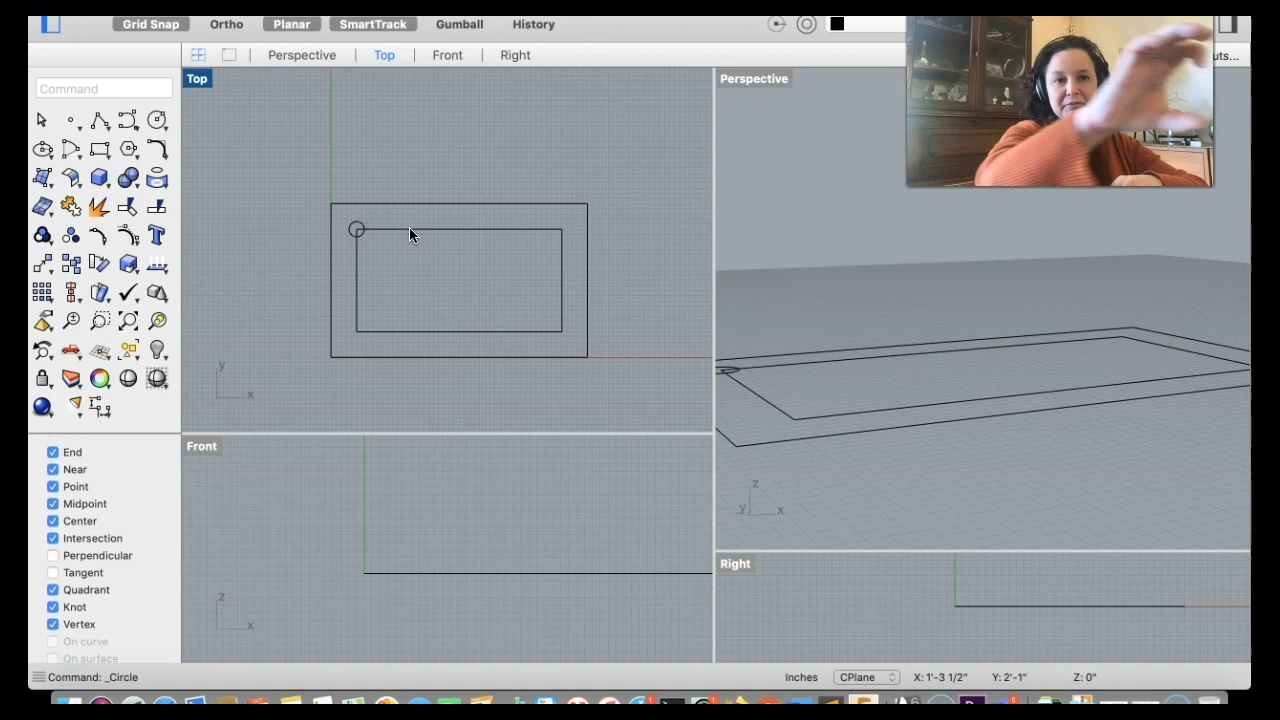 Grid Snap Ortho Planar SmartTrack Gumball History
Perspective Top Front Right uts...
Command
Top
Perspective
y
x
z
y x
Front
Right
z
x
End
Near
Point
Midpoint
Center
Intersection
Perpendicular
Tangent
Quadrant
Knot
Vertex
On curve
On surface
Command: _Circle Inches CPlane X: 1'-3 1/2" Y: 2'-1" Z: 0"